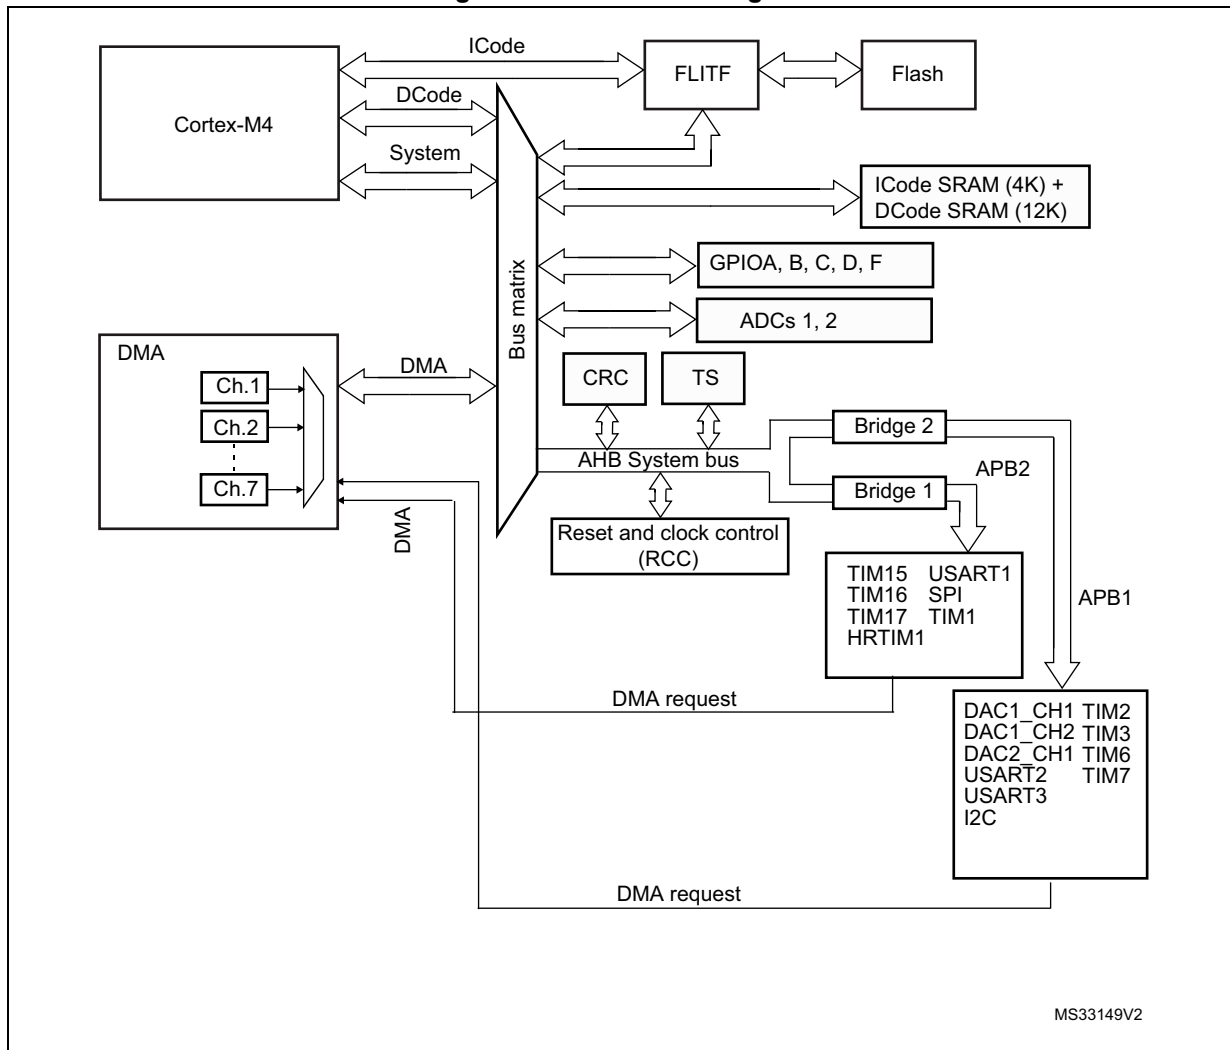 ICode
FLITF
Flash
DCode
Cortex-M4
System
ICode SRAM (4K) +
DCode SRAM (12K)
Bus matrix
GPIOA, B, C, D, F
ADCs 1, 2
DMA
DMA
CRC
TS
Ch.1
Ch.2
Ch.7
Bridge 2
AHB System bus
APB2
Bridge 1
DMA
Reset and clock control
(RCC)
TIM15 USART1
TIM16 SPI
TIM17 TIM1
HRTIM1
APB1
DMA request
DAC1_CH1 TIM2
DAC1_CH2 TIM3
DAC2_CH1 TIM6
USART2 TIM7
USART3
I2C
DMA request
MS33149V2